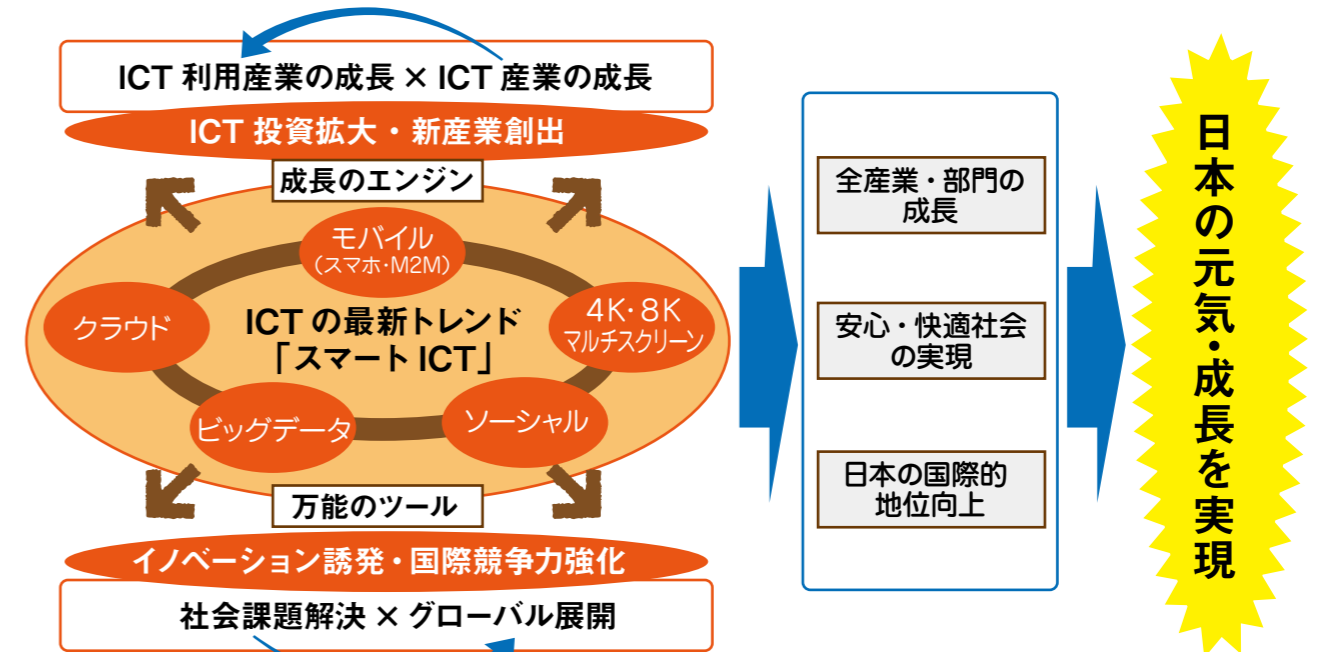 ICT 利用産業の成長 × ICT 産業の成長
ICT 投資拡大・新産業創出
成長のエンジン
モバイル
（スマホ・M2M）
クラウド
4K・8K
マルチスクリーン
ICT の最新トレンド
「スマート ICT」
ビッグデータ
ソーシャル
万能のツール
イノベーション誘発・国際競争力強化
社会課題解決 × グローバル展開
全産業・部門の
成長
安心・快適社会
の実現
日本の国際的
地位向上
日本の元気・成長を実現